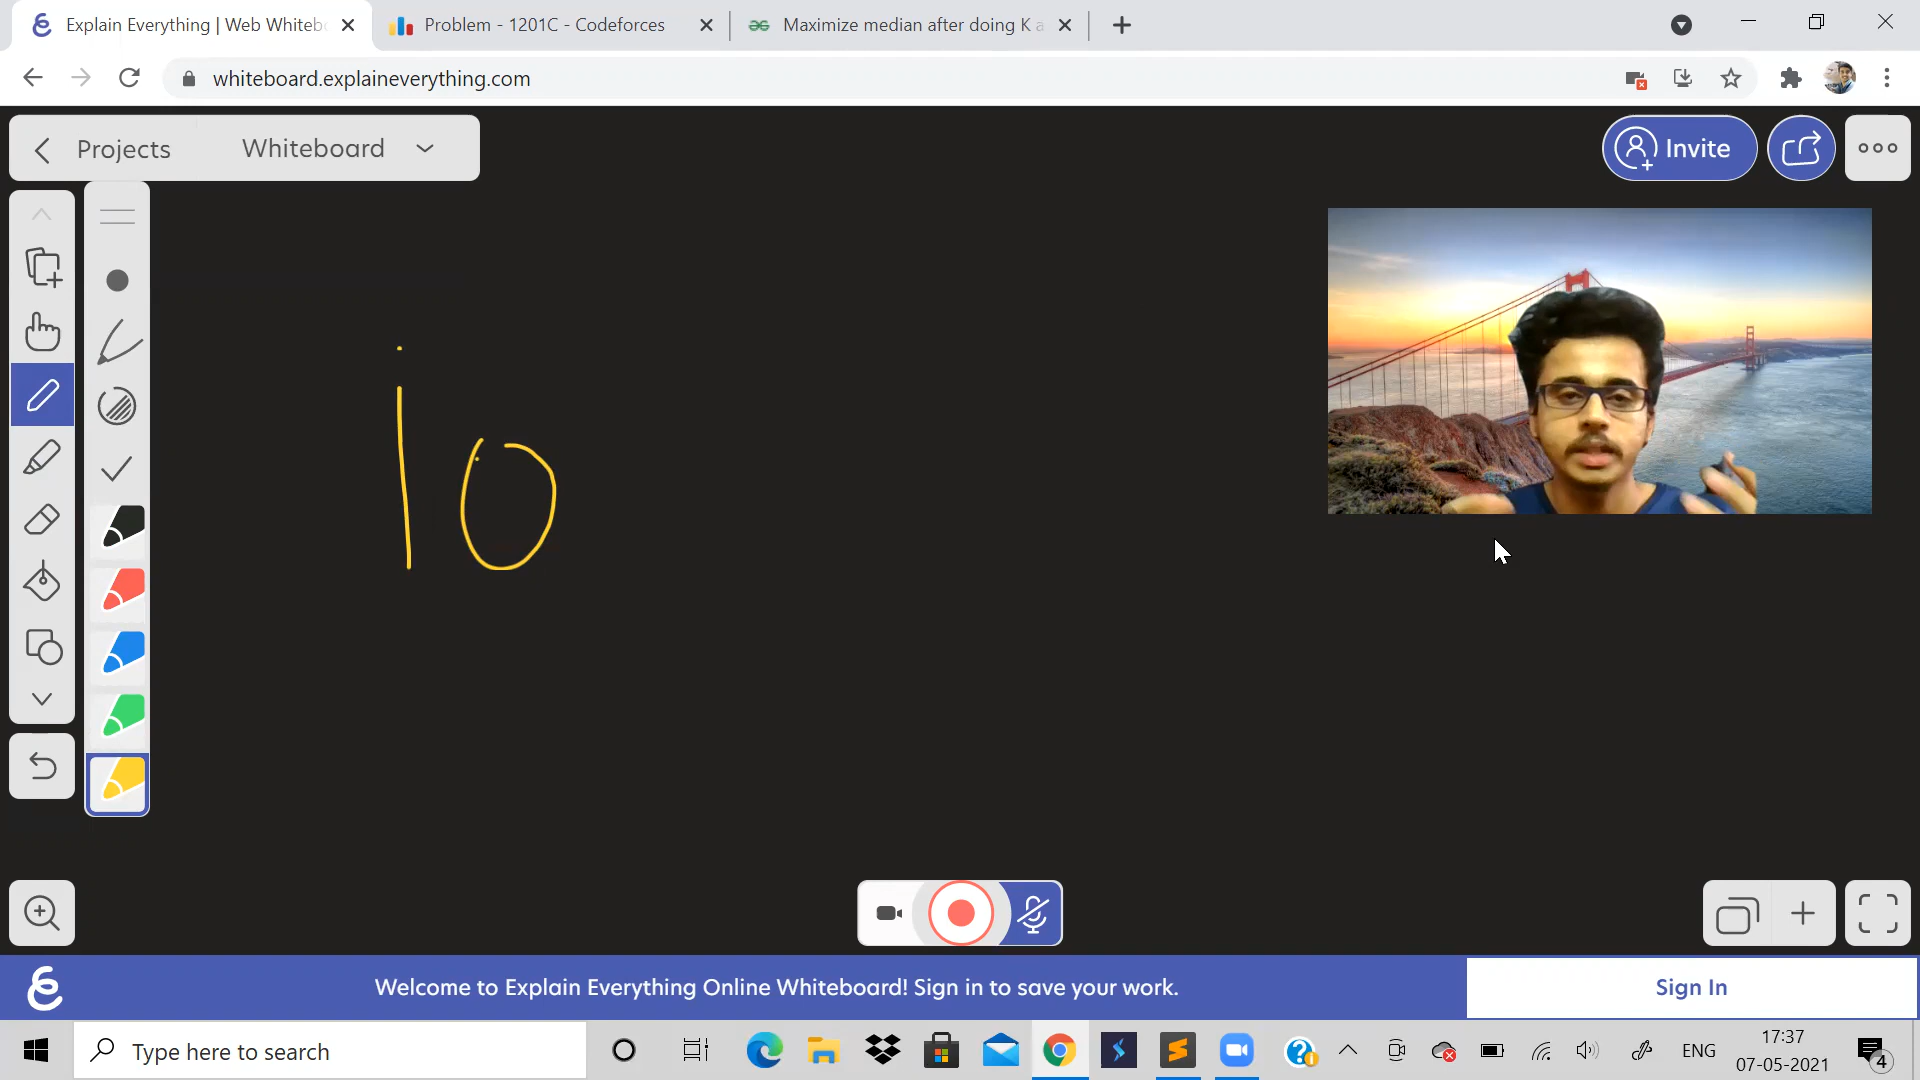 Explain Everything | Web Whitebo
Problem - 1201C - Codeforces
Maximize median after doing K a
whiteboard.explaineverything.com
Projects
Whiteboard
Invite
10
Welcome to Explain Everything Online Whiteboard! Sign in to save your work.
Sign In
Type here to search
ENG
17:37
07-05-2021
4